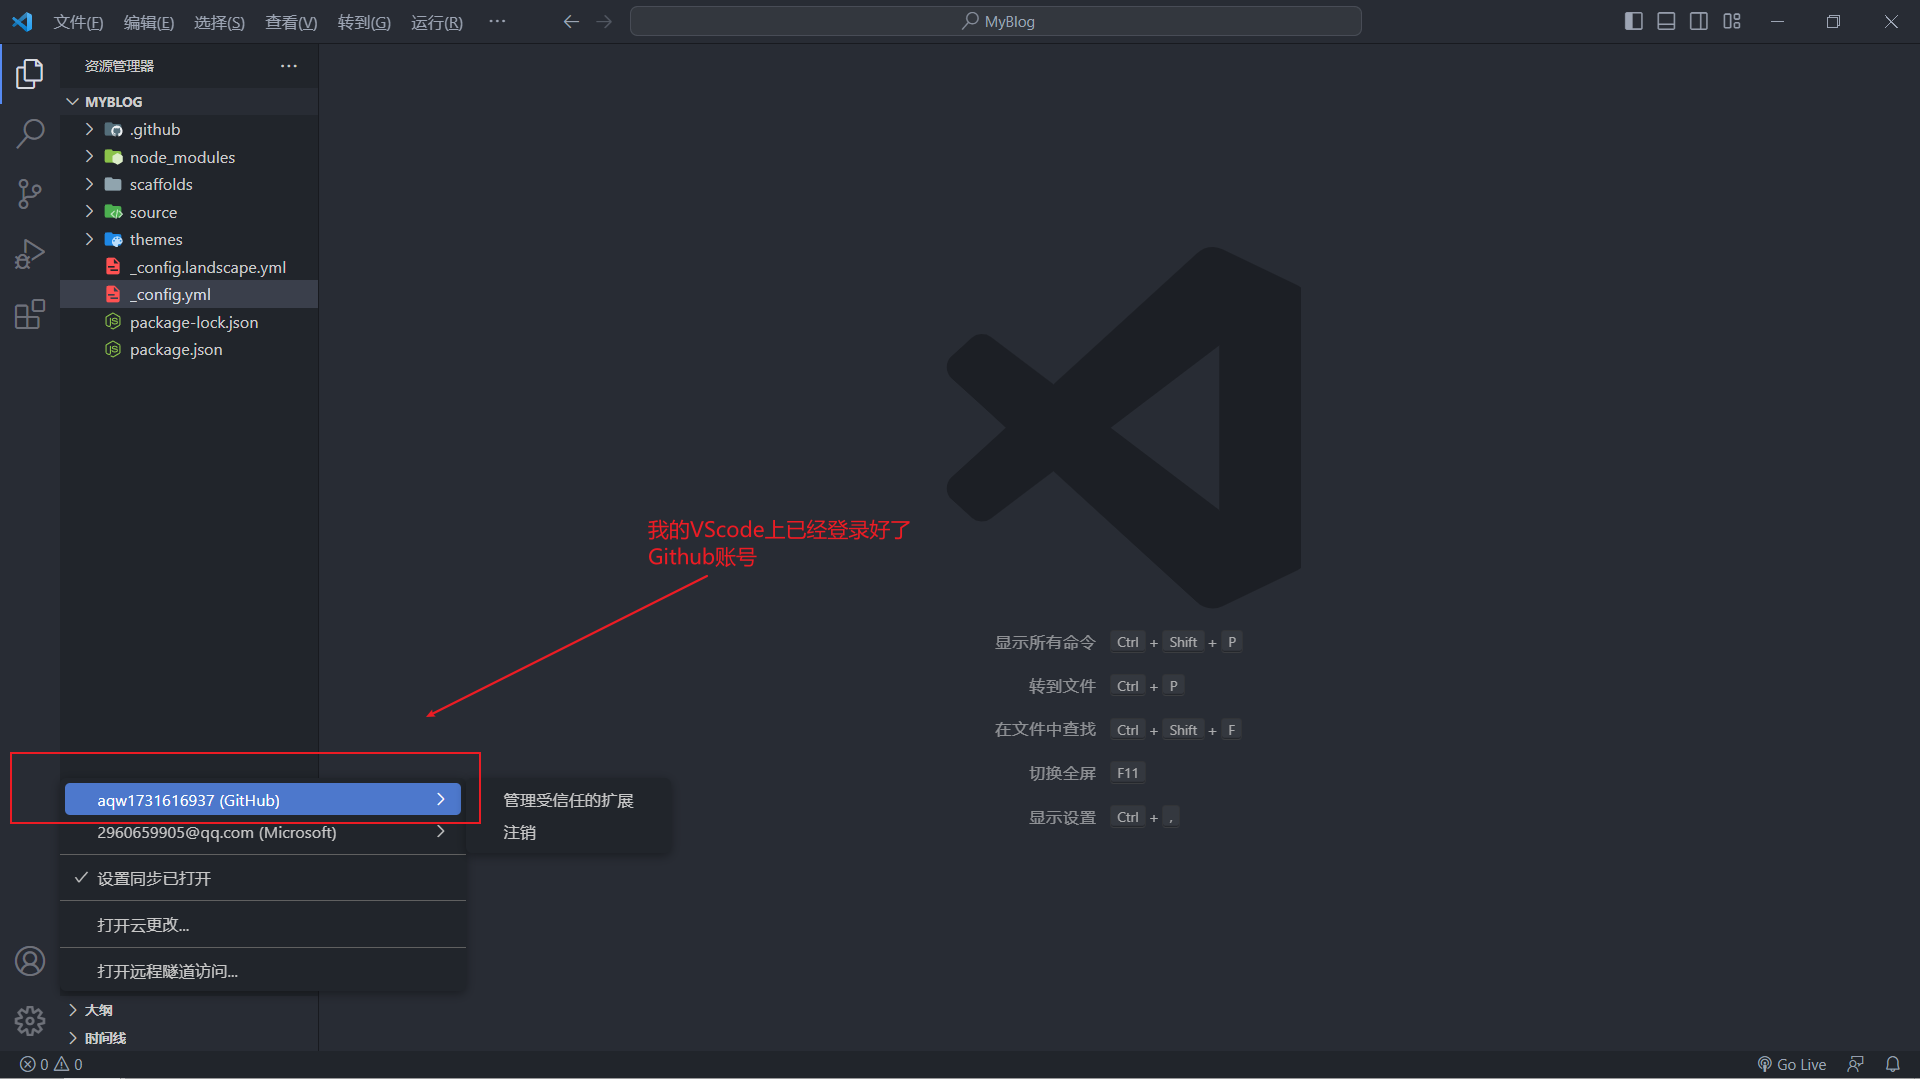 文件(F) 编辑(E) 选择(S) 查看(V) 转到(G) 运行(R) ··· MyBlog
资源管理器 ···
MYBLOG
.github
node_modules
scaffolds
source
themes
_config.landscape.yml
_config.yml
package-lock.json
package.json
我的VScode上已经登录好了
Github账号
显示所有命令 Ctrl + Shift + P
转到文件 Ctrl + P
在文件中查找 Ctrl + Shift + F
切换全屏 F11
显示设置 Ctrl + ,
aqw1731616937 (GitHub)
2960659905@qq.com (Microsoft)
管理受信任的扩展
注销
设置同步已打开
打开云更改...
打开远程隧道访问...
大纲
时间线
0 0 Go Live